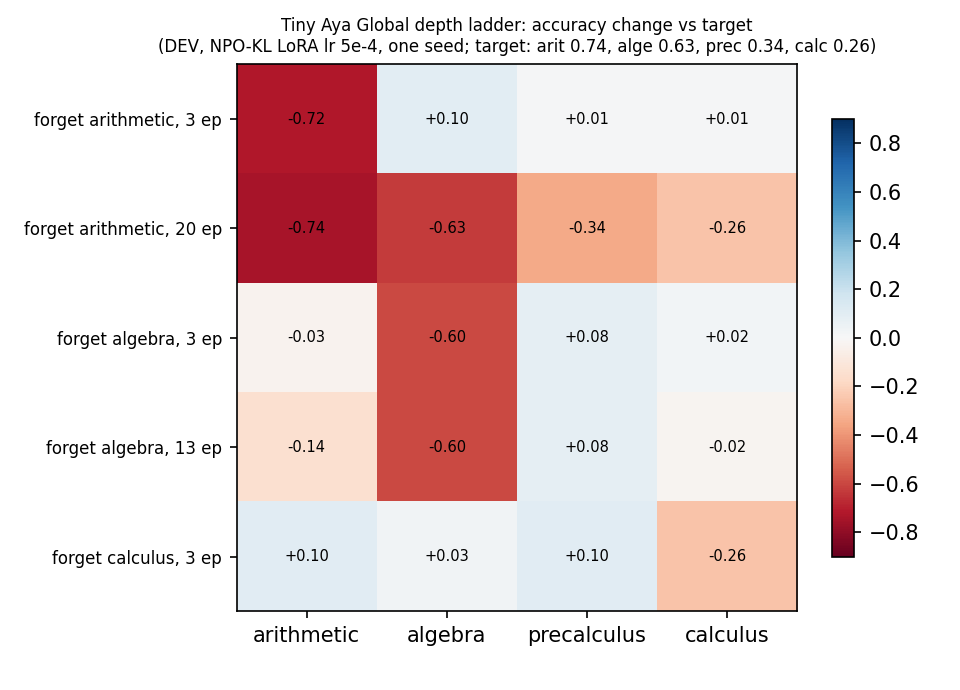 Tiny Aya Global depth ladder: accuracy change vs target
(DEV, NPO-KL LoRA lr 5e-4, one seed; target: arit 0.74, alge 0.63, prec 0.34, calc 0.26)
forget arithmetic, 3 ep
-0.72
+0.10
+0.01
+0.01
forget arithmetic, 20 ep
-0.74
-0.63
-0.34
-0.26
forget algebra, 3 ep
-0.03
-0.60
+0.08
+0.02
forget algebra, 13 ep
-0.14
-0.60
+0.08
-0.02
forget calculus, 3 ep
+0.10
+0.03
+0.10
-0.26
arithmetic
algebra
precalculus
calculus
0.8
0.6
0.4
0.2
0.0
−0.2
−0.4
−0.6
−0.8